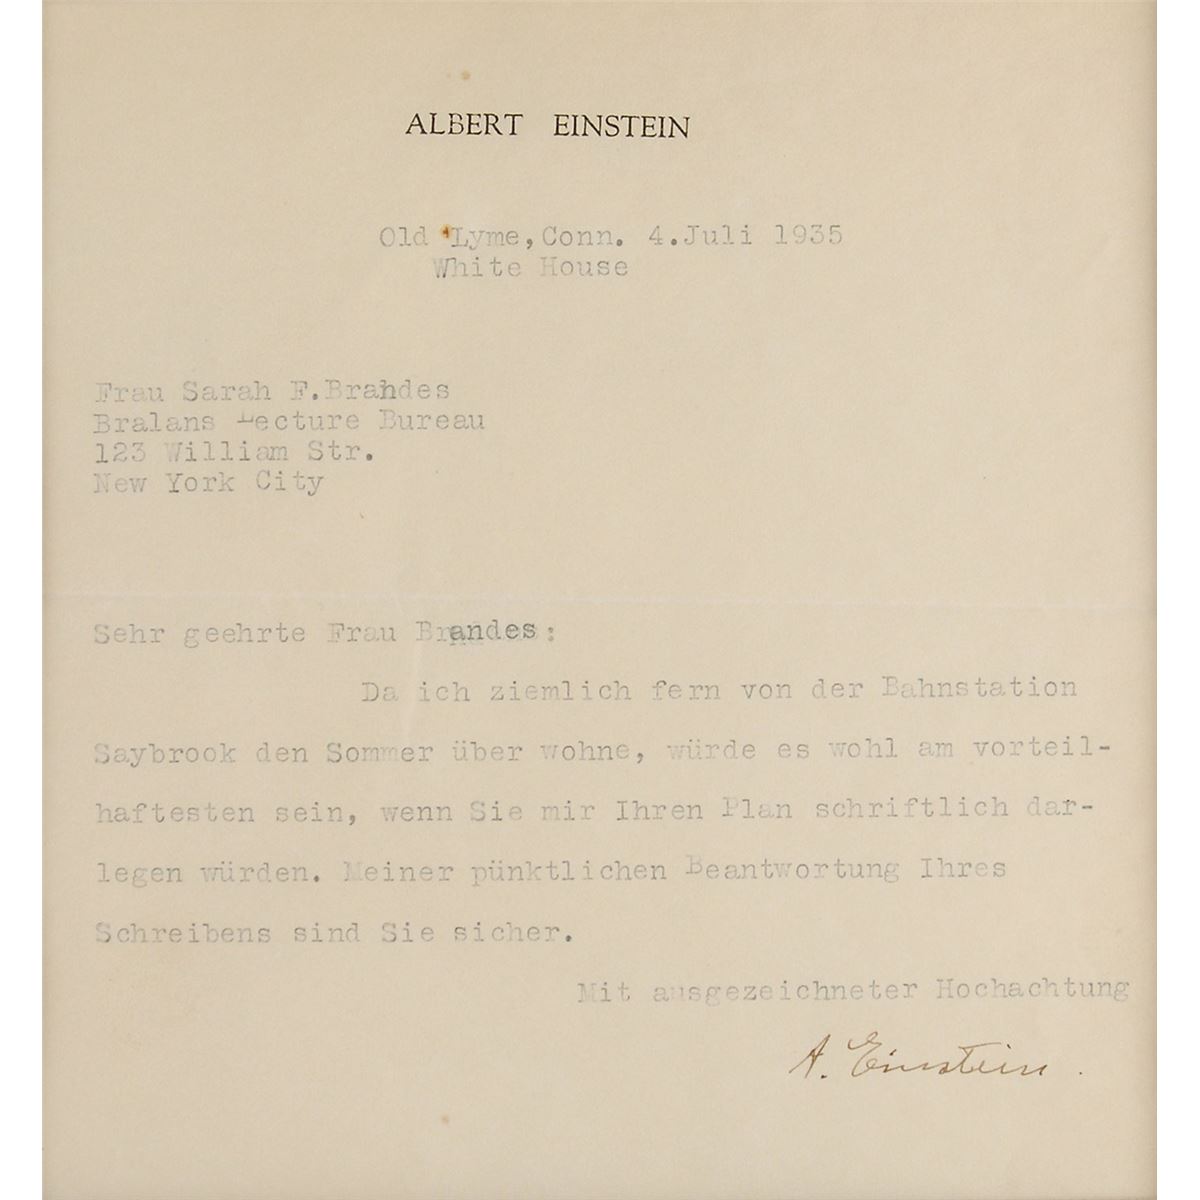 ALBERT EINSTEIN
Old Lyme, Conn. 4. Juli 1935
White House
Frau Sarah F. Brandes
Bralans Lecture Bureau
123 William Str.
New York City
Sehr geehrte Frau Brandes:
Da ich ziemlich fern von der Bahnstation
Saybrook den Sommer über wohne, würde es wohl am vorteil-
haftesten sein, wenn Sie mir Ihren Plan schriftlich dar-
legen würden. Meiner pünktlichen Beantwortung Ihres
Schreibens sind Sie sicher.
Mit ausgezeichneter Hochachtung
A. Einstein.